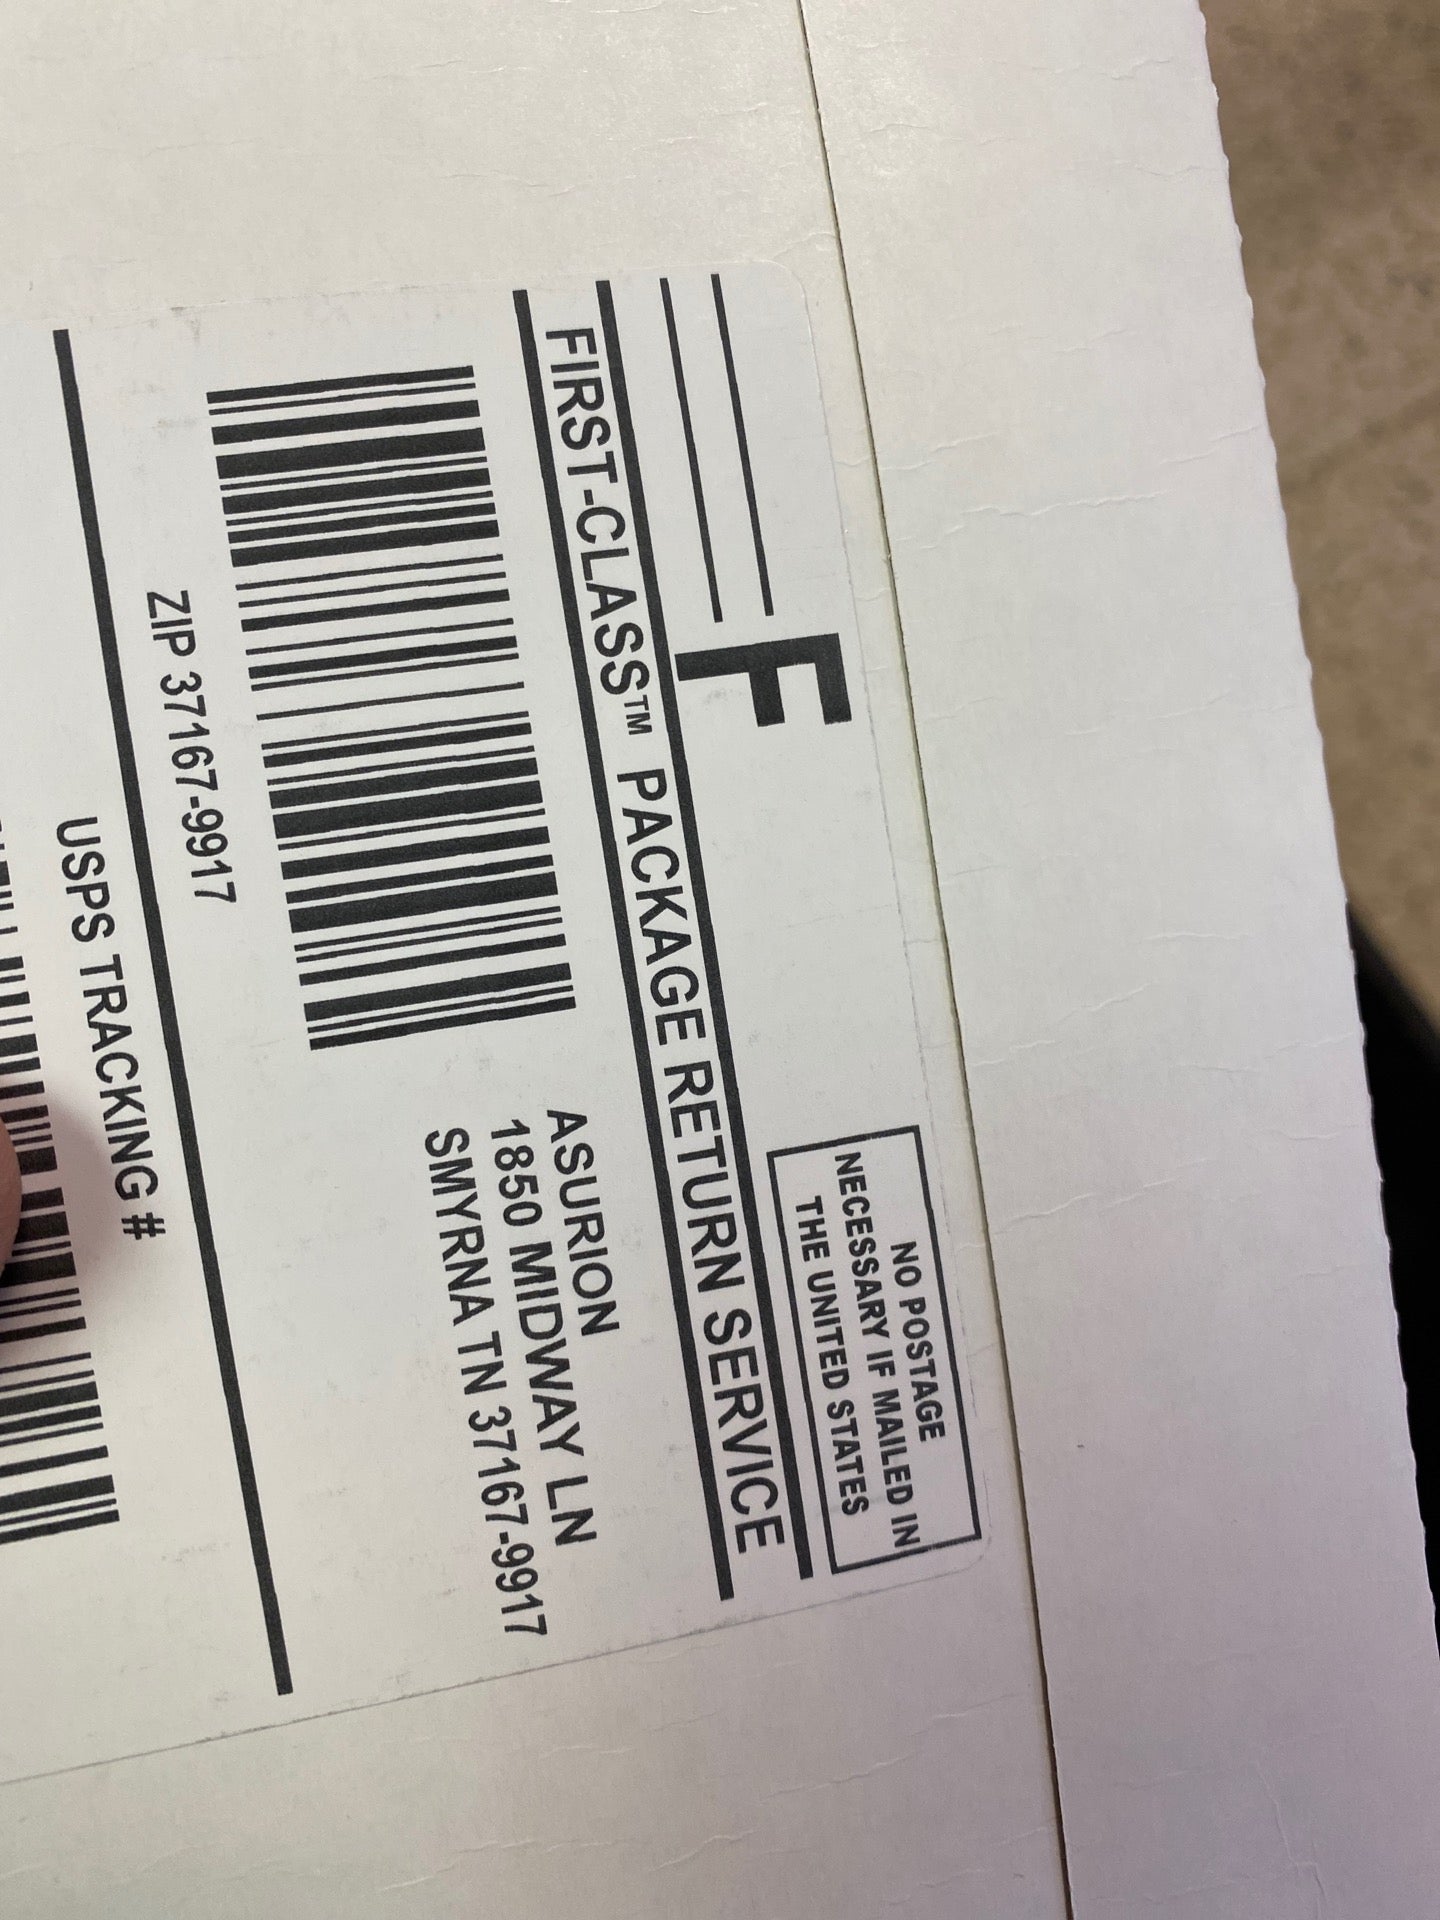 F
NO POSTAGE
NECESSARY IF MAILED IN
THE UNITED STATES
FIRST-CLASS™ PACKAGE RETURN SERVICE
ASURION
1850 MIDWAY LN
SMYRNA TN 37167-9917
ZIP 37167-9917
USPS TRACKING #